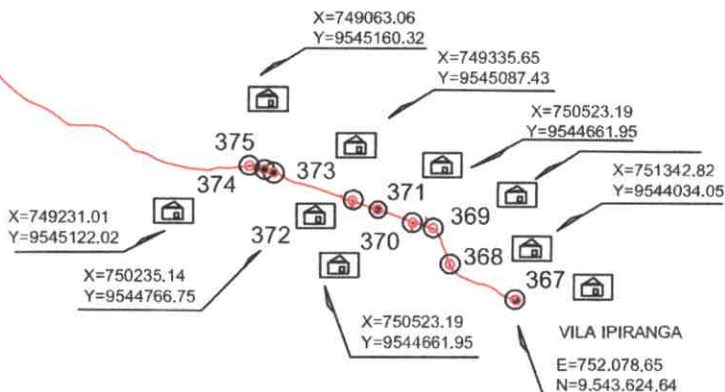 X=749063.06
Y=9545160.32
X=749335.65
Y=9545087.43
X=750523.19
Y=9544661.95
X=751342.82
Y=9544034.05
375
374
373
371
369
370
368
372
367
X=749231.01
Y=9545122.02
X=750235.14
Y=9544766.75
X=750523.19
Y=9544661.95
VILA IPIRANGA
E=752.078,65
N=9.543.624,64